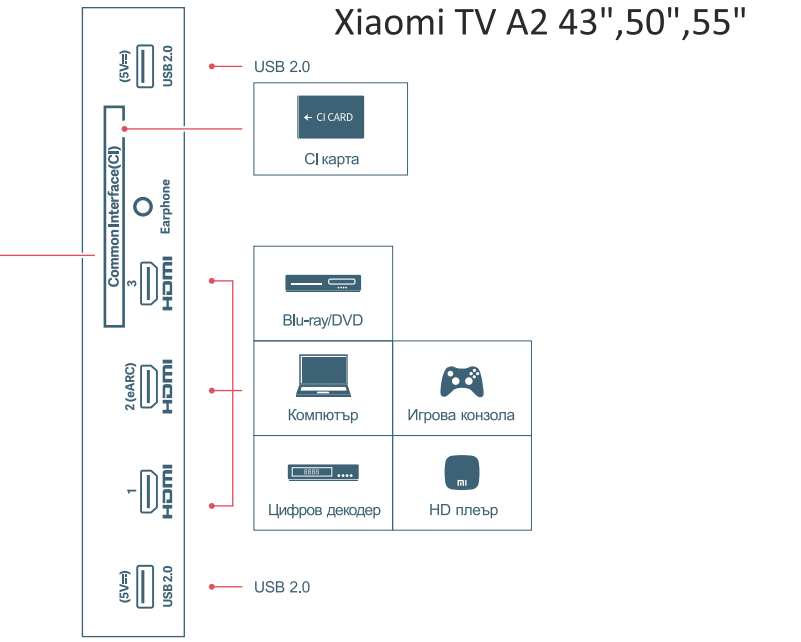 Xiaomi TV A2 43",50",55"
(5V⎓)
USB 2.0
USB 2.0
← CI CARD
CI карта
Common Interface(CI)
Earphone
3
HDMI
Blu-ray/DVD
2 (eARC)
HDMI
Компютър
Игрова конзола
1
HDMI
8888
Цифров декодер
mi
HD плеър
(5V⎓)
USB 2.0
USB 2.0